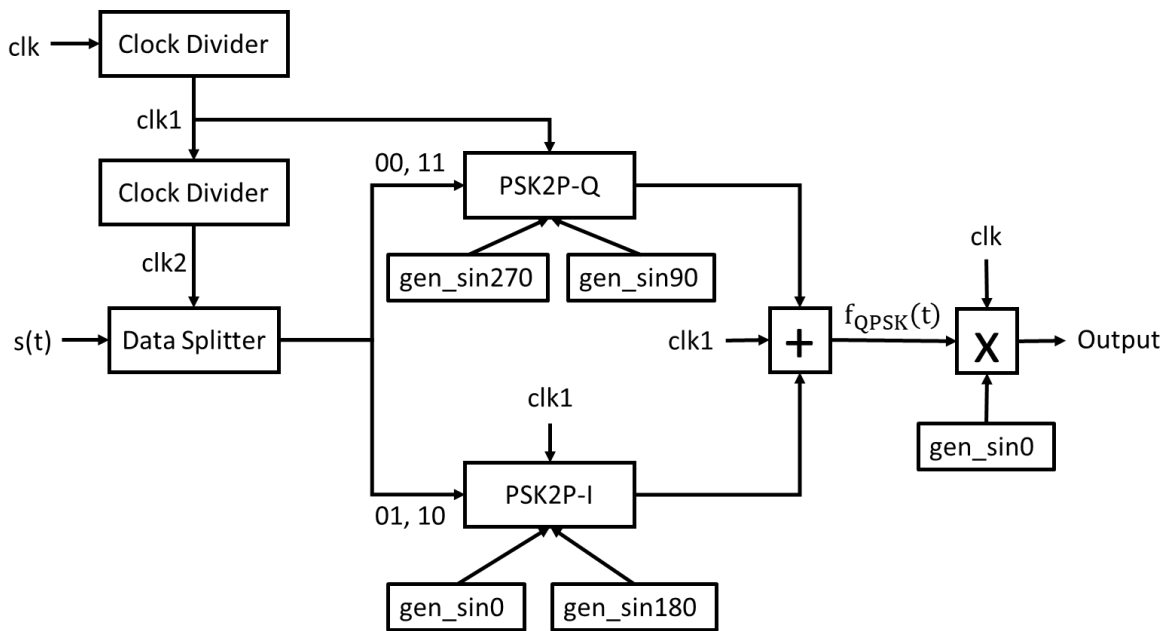 clk
Clock Divider
clk1
00, 11
PSK2P-Q
Clock Divider
clk
clk2
gen_sin270
gen_sin90
s(t)
Data Splitter
clk1
+
f_QPSK(t)
X
Output
clk1
gen_sin0
PSK2P-I
01, 10
gen_sin0
gen_sin180